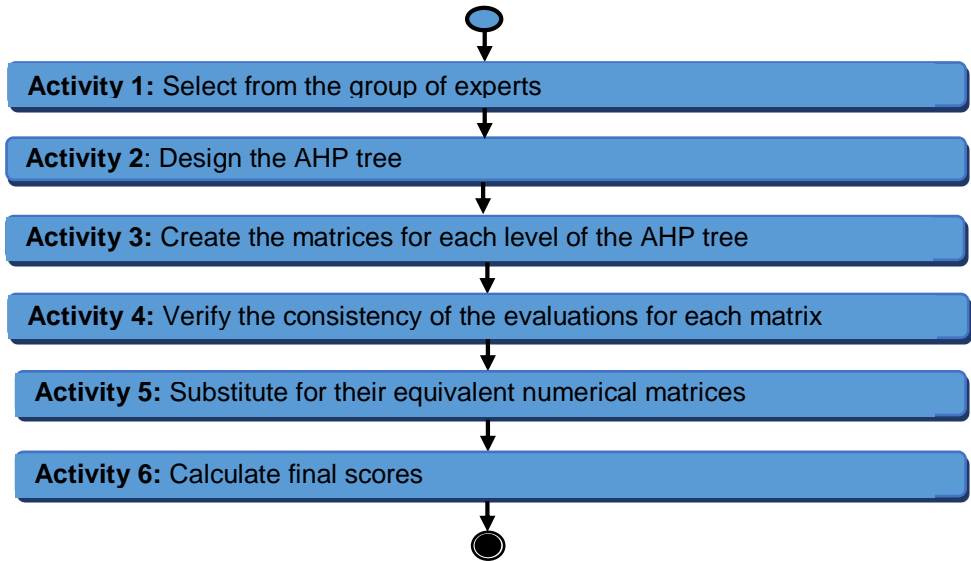 Activity 1: Select from the group of experts
Activity 2: Design the AHP tree
Activity 3: Create the matrices for each level of the AHP tree
Activity 4: Verify the consistency of the evaluations for each matrix
Activity 5: Substitute for their equivalent numerical matrices
Activity 6: Calculate final scores